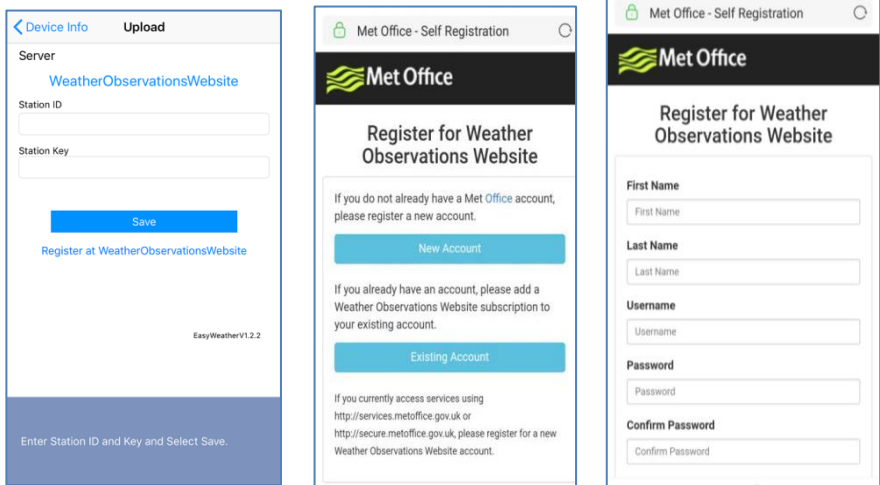 Device Info
Upload
Server
WeatherObservationsWebsite
Station ID
Station Key
Save
Register at WeatherObservationsWebsite
EasyWeatherV1.2.2
Enter Station ID and Key and Select Save.
Met Office - Self Registration
Met Office
Register for Weather
Observations Website
If you do not already have a Met Office account,
please register a new account.
New Account
If you already have an account, please add a
Weather Observations Website subscription to
your existing account.
Existing Account
If you currently access services using
http://services.metoffice.gov.uk or
http://secure.metoffice.gov.uk, please register for a new
Weather Observations Website account.
Met Office - Self Registration
Met Office
Register for Weather
Observations Website
First Name
First Name
Last Name
Last Name
Username
Username
Password
Password
Confirm Password
Confirm Password